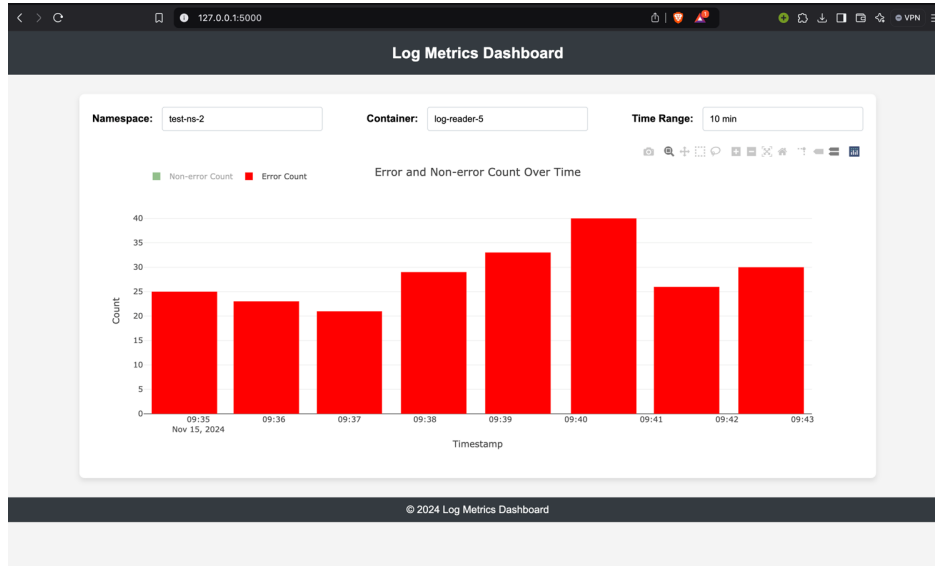 127.0.0.1:5000
1
VPN
Log Metrics Dashboard
Namespace: test-ns-2 Container: log-reader-5 Time Range: 10 min
Error and Non-error Count Over Time
Non-error Count Error Count
40
35
30
25
20
15
10
5
0
Count
09:35 09:36 09:37 09:38 09:39 09:40 09:41 09:42 09:43
Nov 15, 2024
Timestamp
© 2024 Log Metrics Dashboard